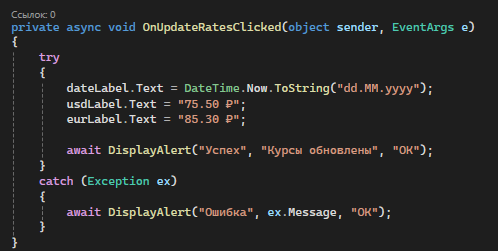 Ссылок: 0
private async void OnUpdateRatesClicked(object sender, EventArgs e)
{
    try
    {
        dateLabel.Text = DateTime.Now.ToString("dd.MM.yyyy");
        usdLabel.Text = "75.50 ₽";
        eurLabel.Text = "85.30 ₽";

        await DisplayAlert("Успех", "Курсы обновлены", "ОК");
    }
    catch (Exception ex)
    {
        await DisplayAlert("Ошибка", ex.Message, "ОК");
    }
}